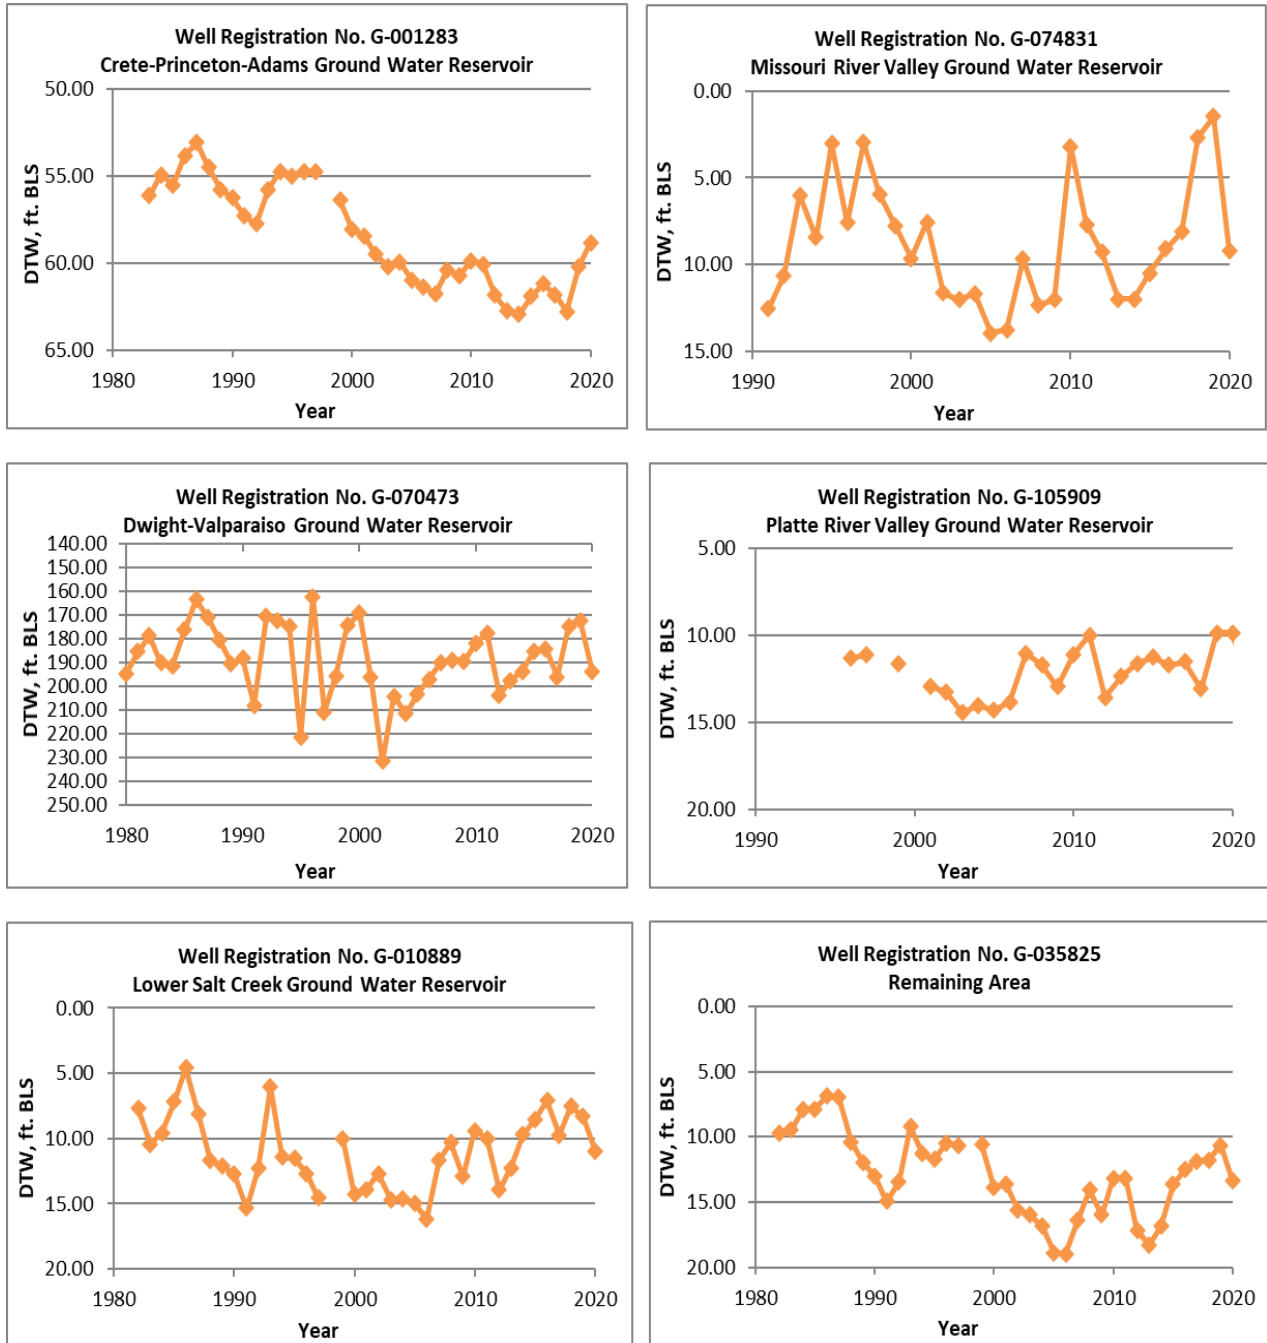 Well Registration No. G-001283
Crete-Princeton-Adams Ground Water Reservoir
50.00
55.00
60.00
65.00
DTW, ft. BLS
1980 1990 2000 2010 2020
Year
Well Registration No. G-074831
Missouri River Valley Ground Water Reservoir
0.00
5.00
10.00
15.00
DTW, ft. BLS
1990 2000 2010 2020
Year
Well Registration No. G-070473
Dwight-Valparaiso Ground Water Reservoir
140.00
150.00
160.00
170.00
180.00
190.00
200.00
210.00
220.00
230.00
240.00
250.00
DTW, ft. BLS
1980 1990 2000 2010 2020
Year
Well Registration No. G-105909
Platte River Valley Ground Water Reservoir
5.00
10.00
15.00
20.00
DTW, ft. BLS
1990 2000 2010 2020
Year
Well Registration No. G-010889
Lower Salt Creek Ground Water Reservoir
0.00
5.00
10.00
15.00
20.00
DTW, ft. BLS
1980 1990 2000 2010 2020
Year
Well Registration No. G-035825
Remaining Area
0.00
5.00
10.00
15.00
20.00
DTW, ft. BLS
1980 1990 2000 2010 2020
Year